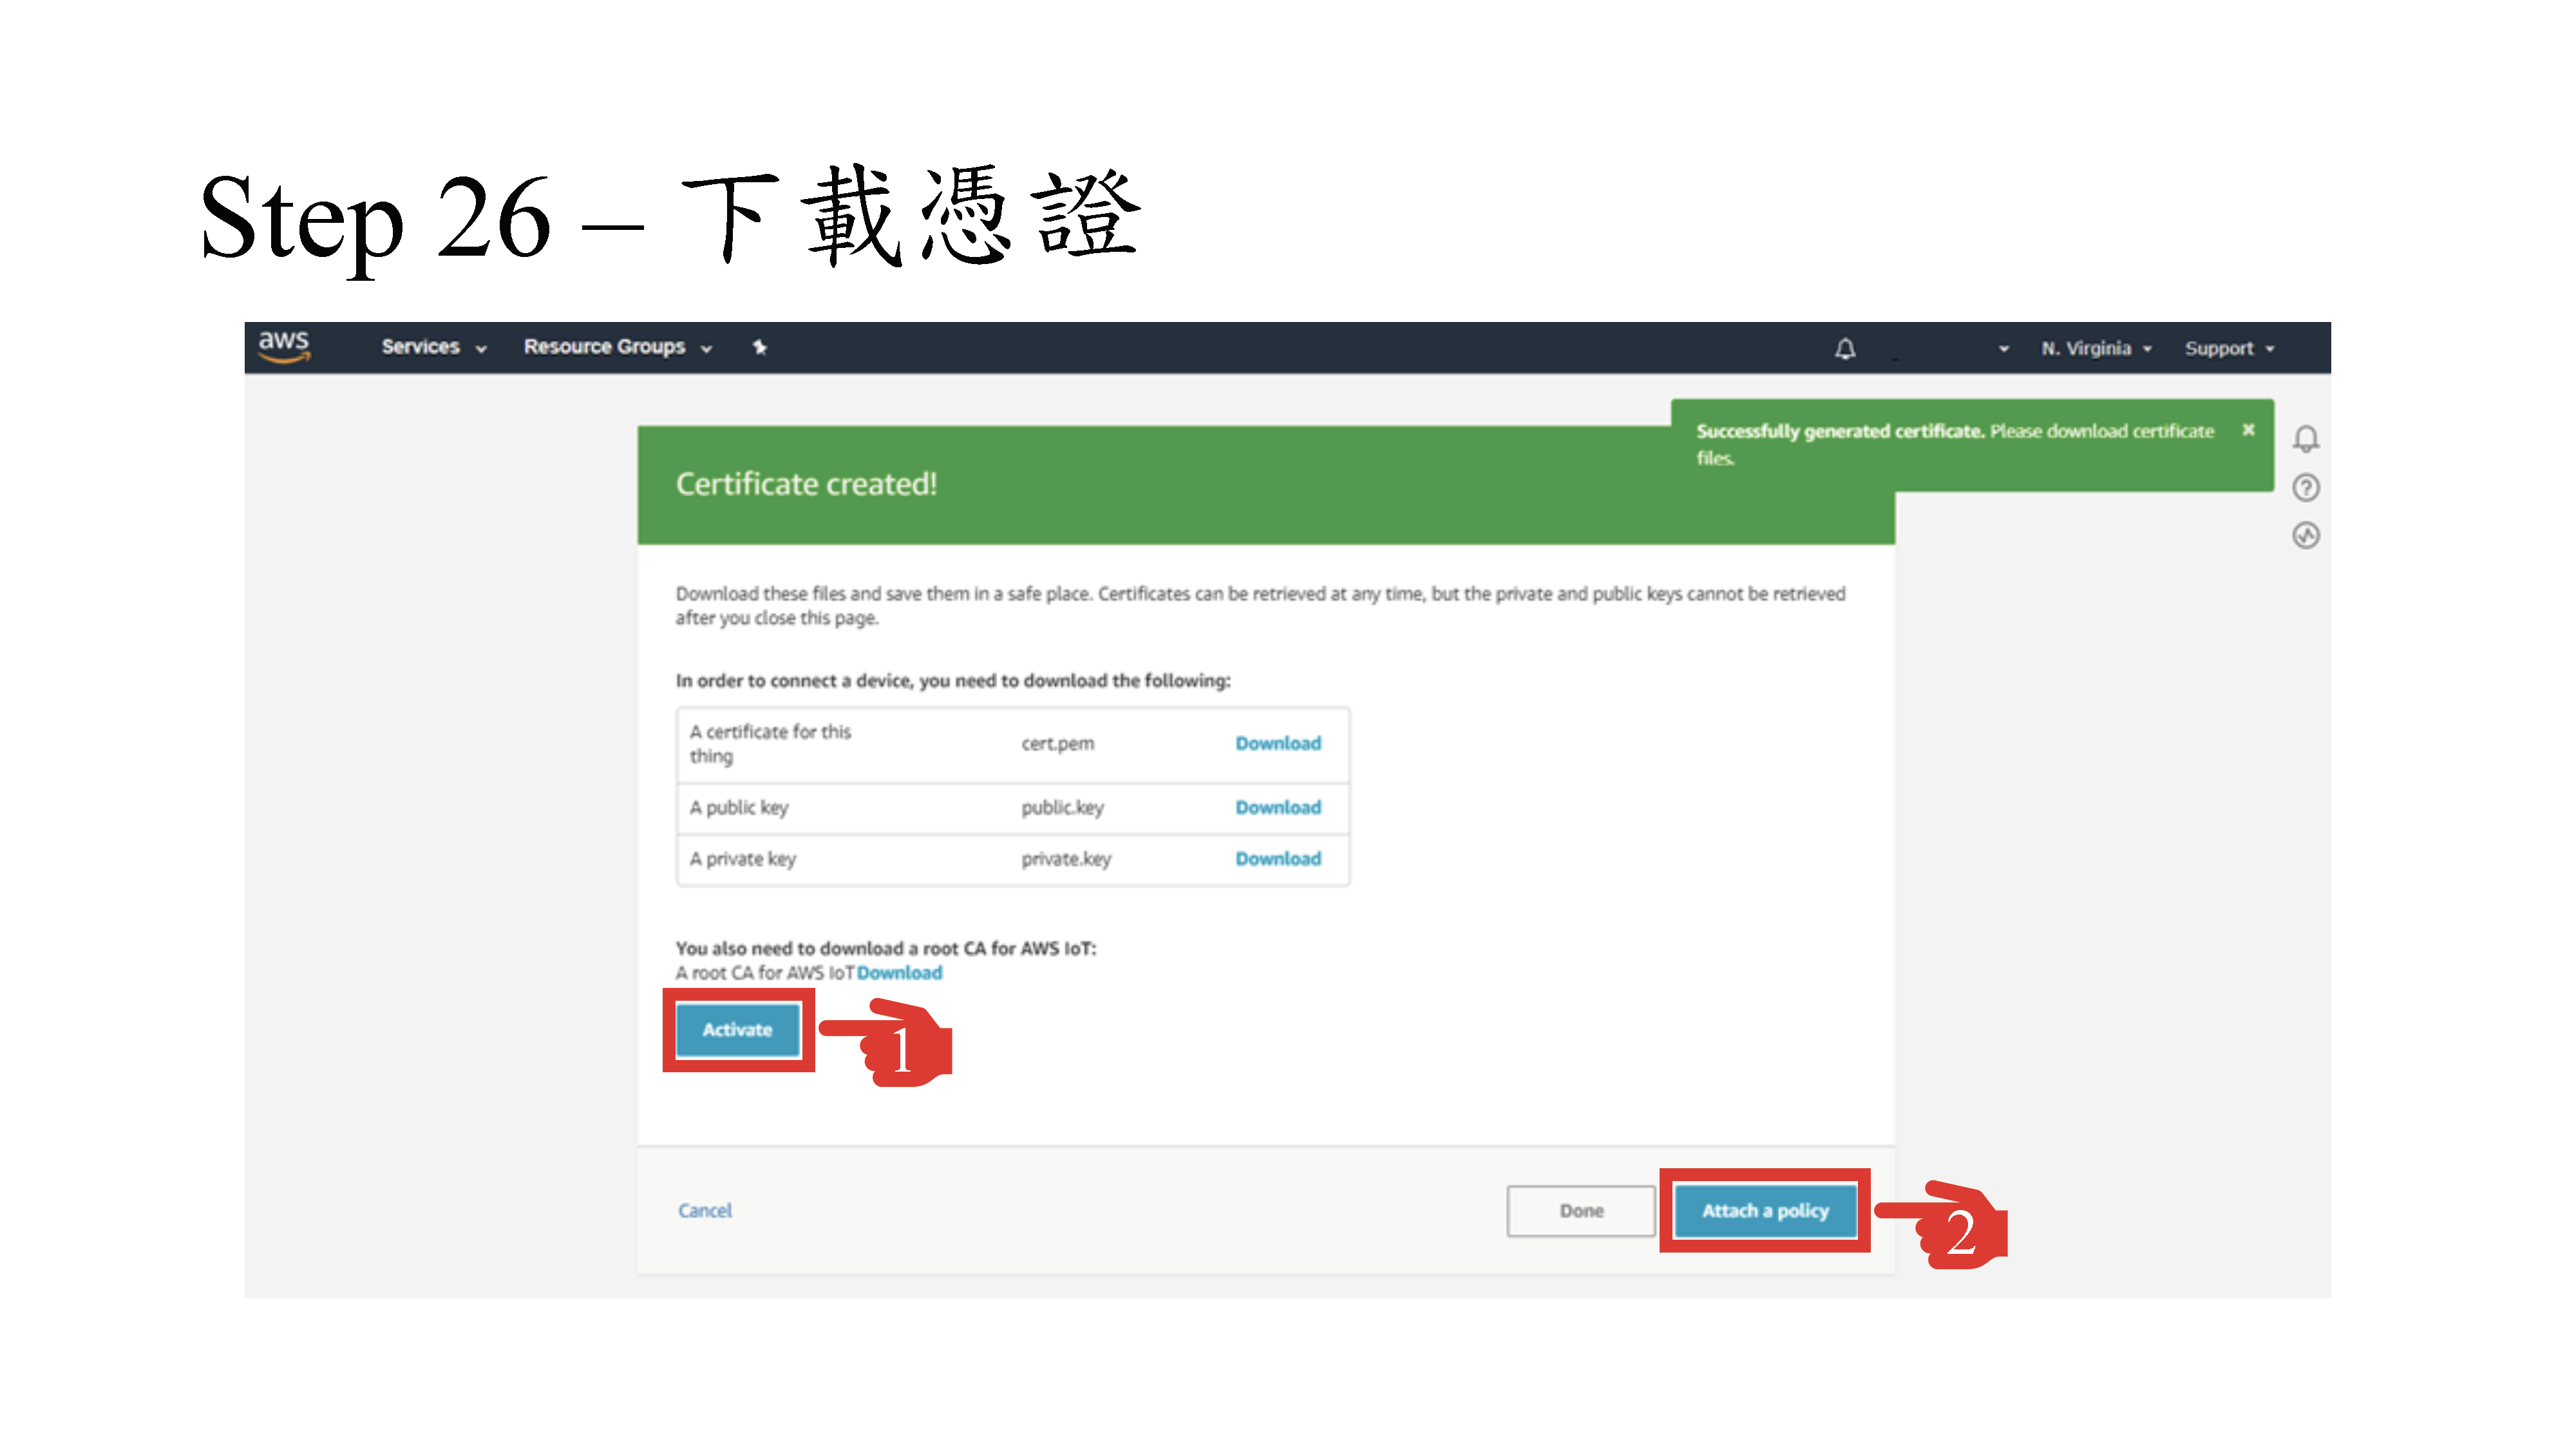 Step 26 – 下載憑證
aws Services Resource Groups N. Virginia Support
Successfully generated certificate. Please download certificate
files.
Certificate created!
Download these files and save them in a safe place. Certificates can be retrieved at any time, but the private and public keys cannot be retrieved
after you close this page.
In order to connect a device, you need to download the following:
A certificate for this
thing
cert.pem
Download
A public key public.key Download
A private key private.key Download
You also need to download a root CA for AWS IoT:
A root CA for AWS IoT Download
Activate
1
Cancel Done Attach a policy
2